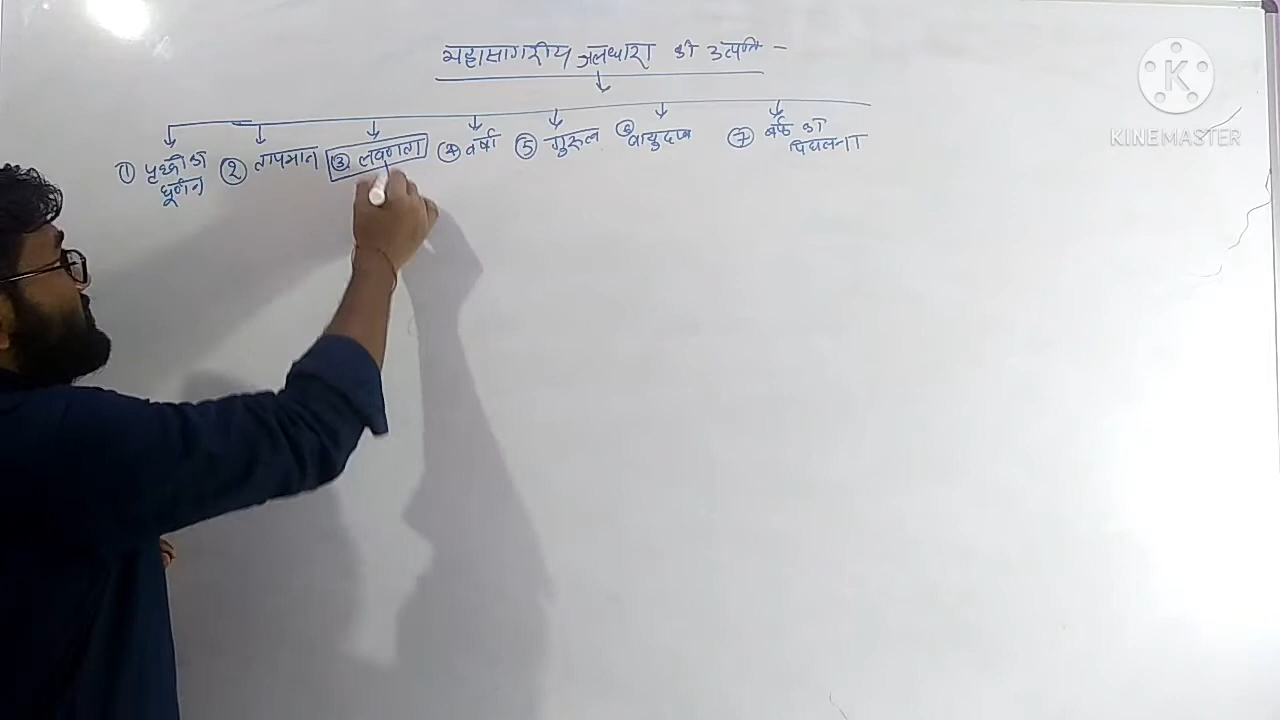 महासागरीय जलधारा की उत्पत्ति -
① पृथ्वी का घूर्णन
② तापमान
③ लवणता
④ वर्षा
⑤ गुरुत्व
⑥ वायुदाब
⑦ बर्फ का पिघलना
K
KINEMASTER